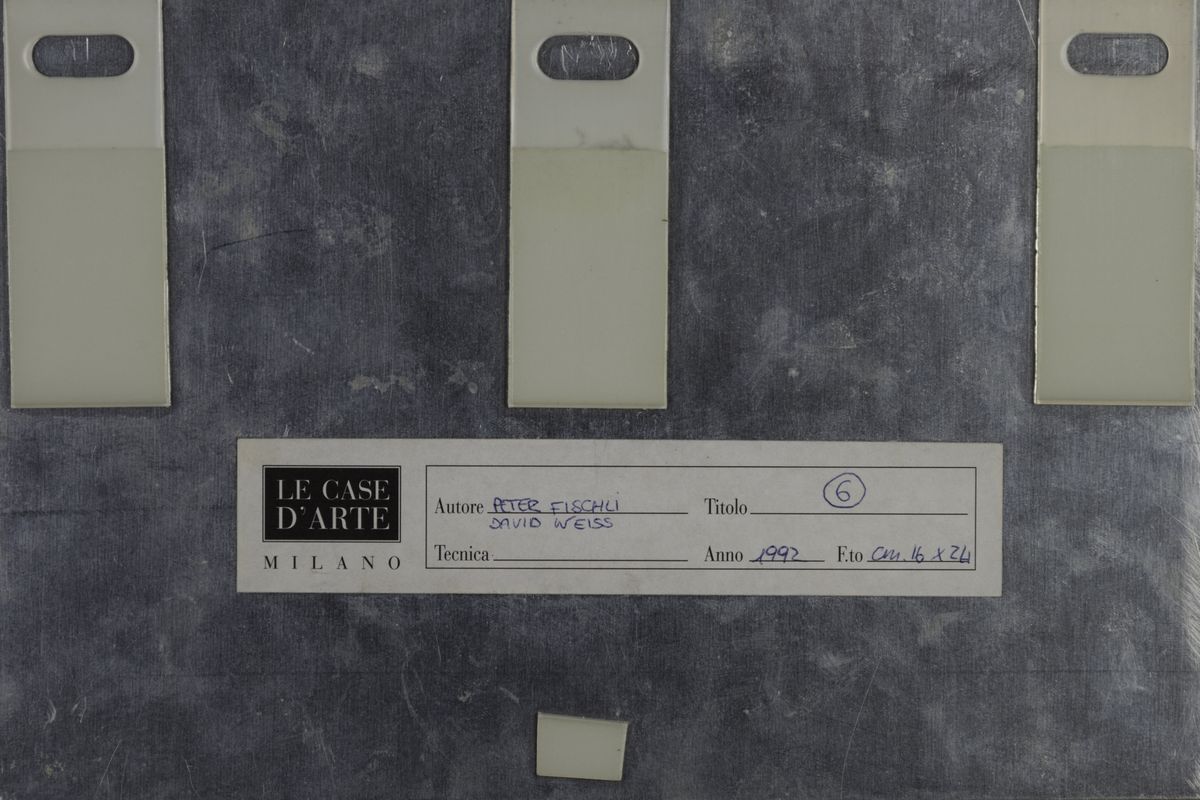 LE CASE
D'ARTE
MILANO
Autore PETER FISCHLI
DAVID WEISS
Titolo 6
Tecnica
Anno 1992 F.to cm. 16 x 24